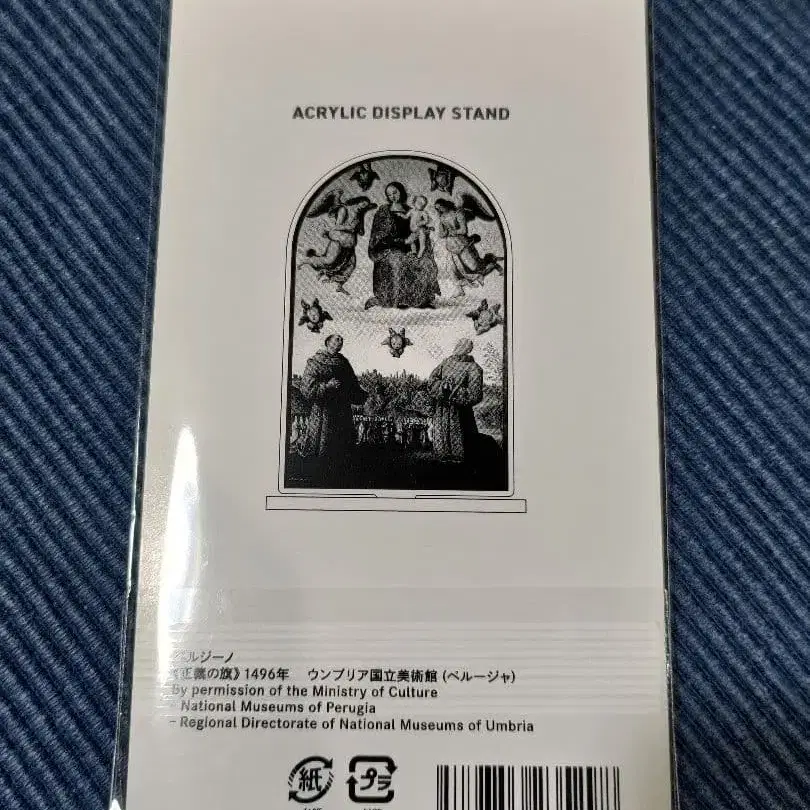 ACRYLIC DISPLAY STAND
ペルジーノ
《正義の旗》 1496年 ウンブリア国立美術館 (ペルージャ)
By permission of the Ministry of Culture
- National Museums of Perugia
- Regional Directorate of National Museums of Umbria
紙 プラ